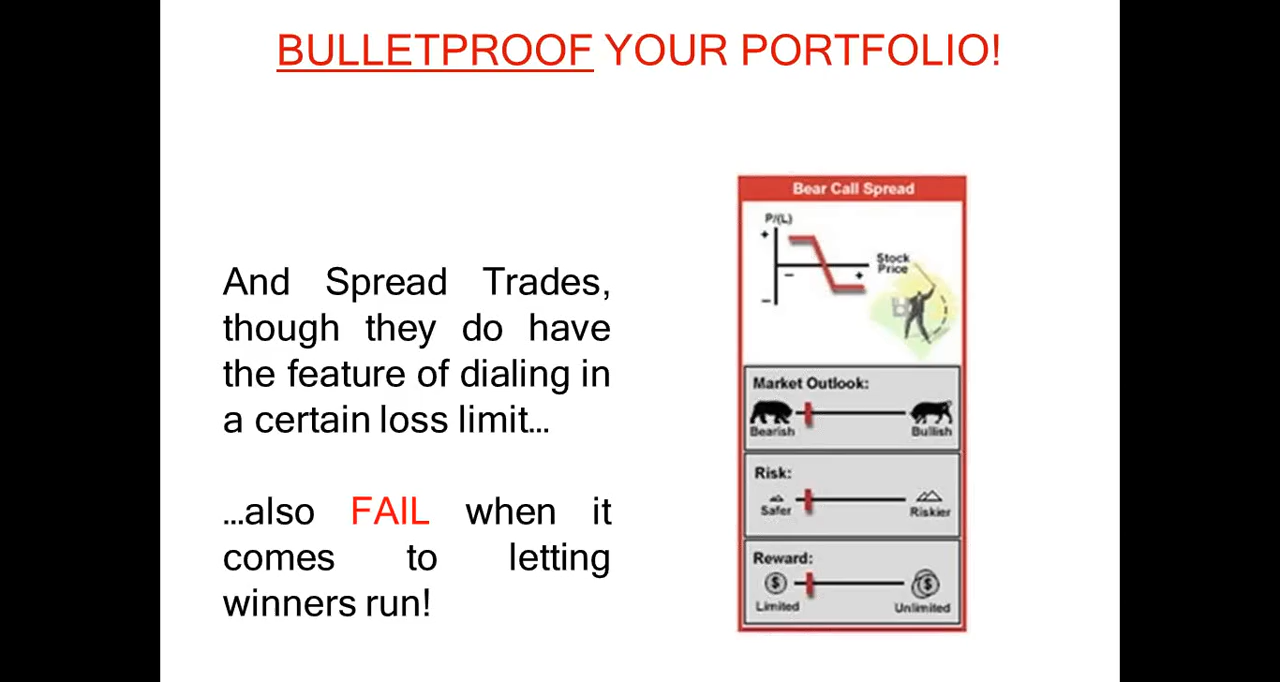 BULLETPROOF YOUR PORTFOLIO!
And Spread Trades,
though they do have
the feature of dialing in
a certain loss limit...
...also FAIL when it
comes to letting
winners run!
Bear Call Spread
P/(L)
+
Stock
Price
–
+
–
Market Outlook:
Bearish
Bullish
Risk:
Safer
Riskier
Reward:
$
$
Limited
Unlimited